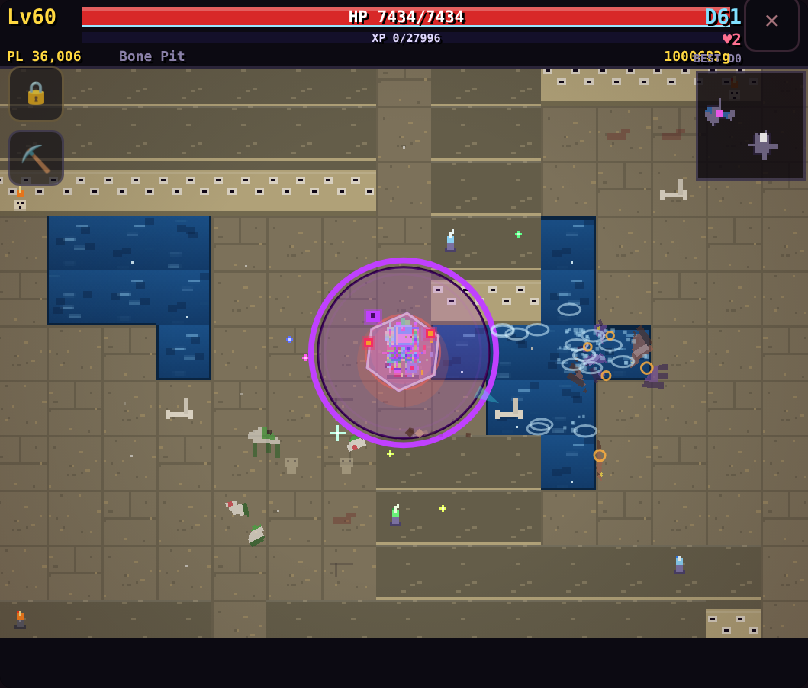 Lv60
HP 7434/7434
D61
×
XP 0/27996
♥2
PL 36,006
Bone Pit